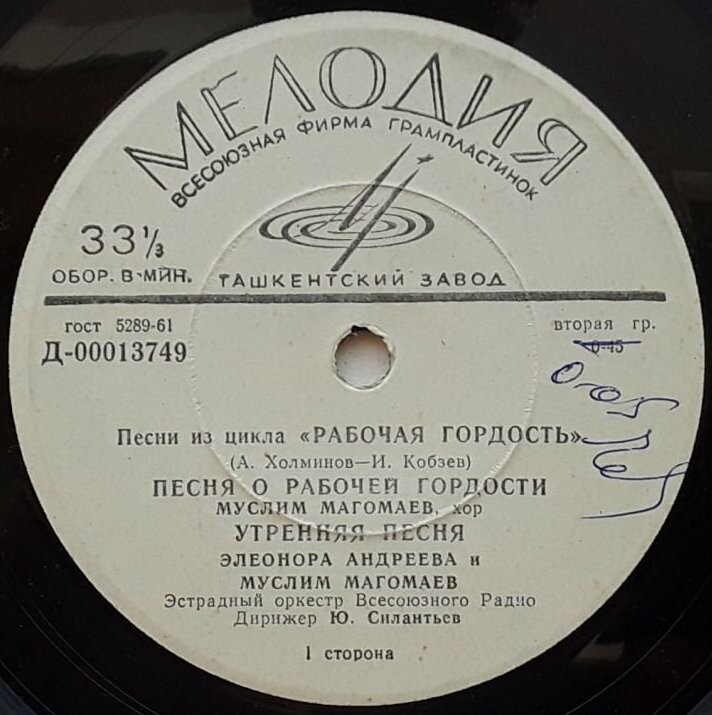 МЕЛОДИЯ
ВСЕСОЮЗНАЯ ФИРМА ГРАМПЛАСТИНОК
33⅓
ОБОР. В МИН.
ТАШКЕНТСКИЙ ЗАВОД
гост 5289-61
Д-00013749
вторая гр.
0-45
0-05
Песни из цикла «РАБОЧАЯ ГОРДОСТЬ»
(А. Холминов—И. Кобзев)
ПЕСНЯ О РАБОЧЕЙ ГОРДОСТИ
МУСЛИМ МАГОМАЕВ, хор
УТРЕННЯЯ ПЕСНЯ
ЭЛЕОНОРА АНДРЕЕВА и
МУСЛИМ МАГОМАЕВ
Эстрадный оркестр Всесоюзного Радио
Дирижер Ю. Силантьев
1 сторона